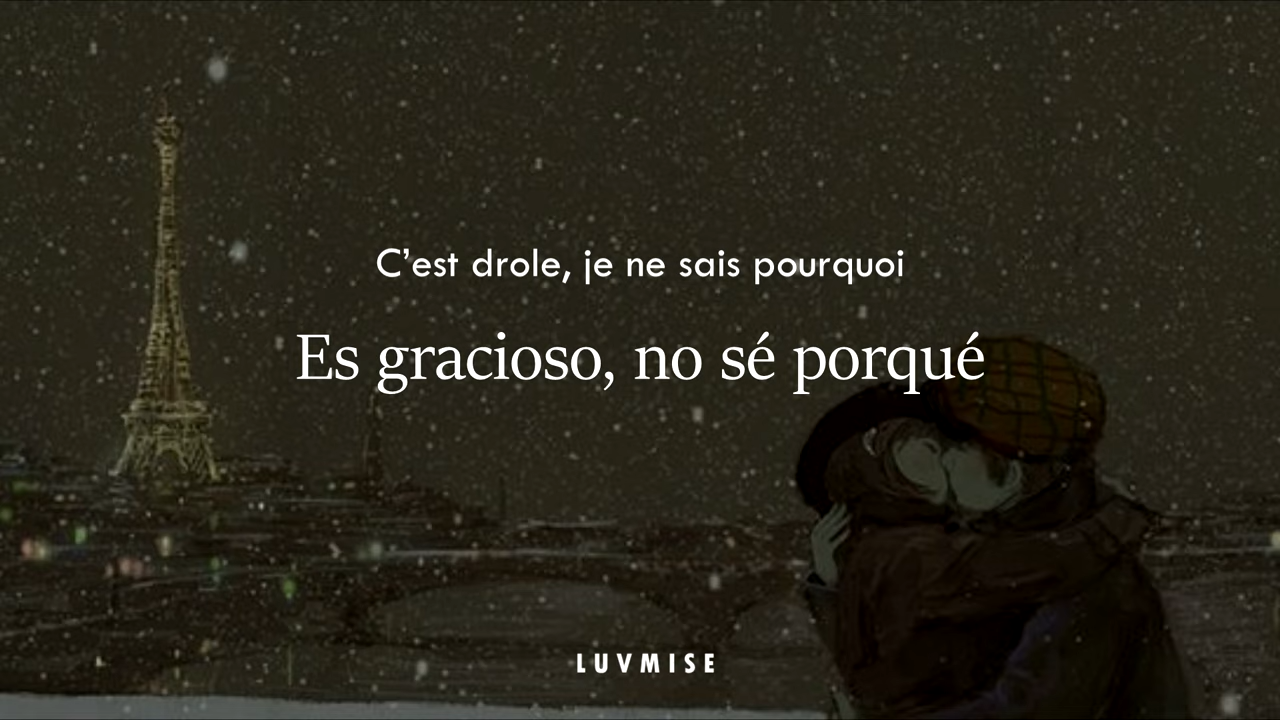 C’est drole, je ne sais pourquoi
Es gracioso, no sé porqué
LUVMISE